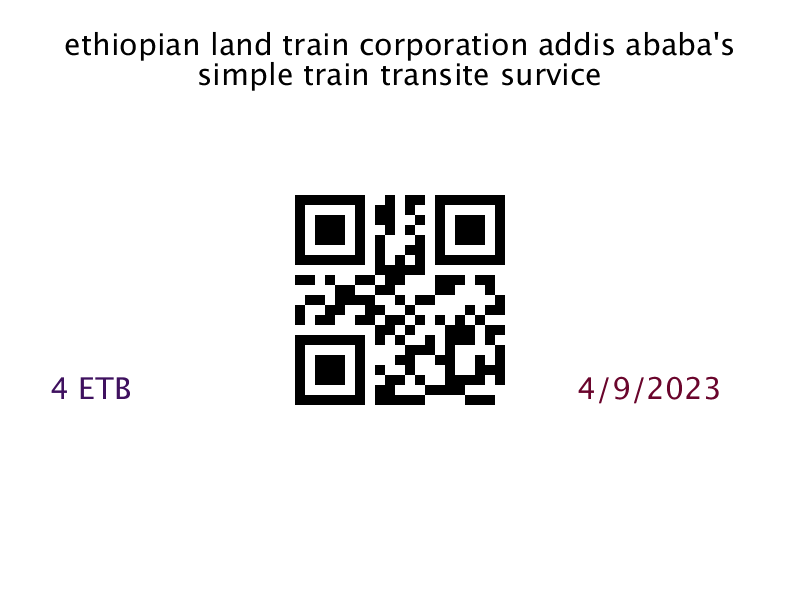 ethiopian land train corporation addis ababa's
simple train transite survice
4 ETB
4/9/2023